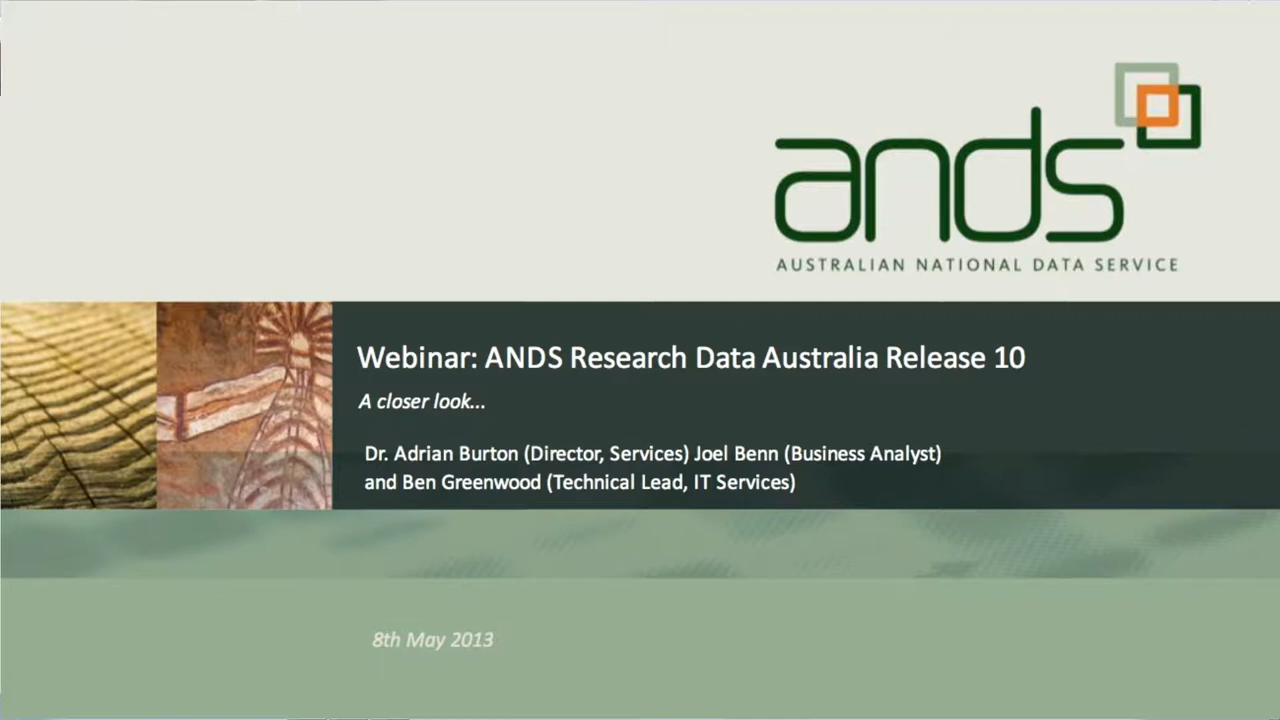 ands
AUSTRALIAN NATIONAL DATA SERVICE
Webinar: ANDS Research Data Australia Release 10
A closer look...
Dr. Adrian Burton (Director, Services) Joel Benn (Business Analyst)
and Ben Greenwood (Technical Lead, IT Services)
8th May 2013